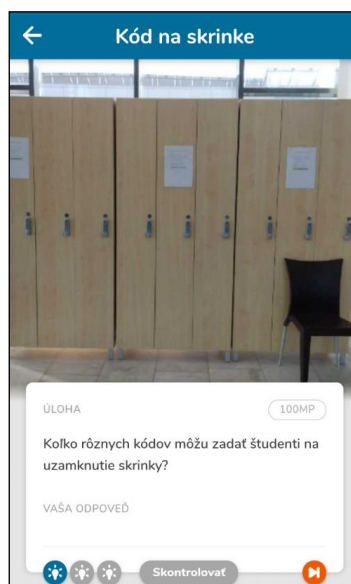 Kód na skrinke
ÚLOHA
100MP
Koľko rôznych kódov môžu zadať študenti na
uzamknutie skrinky?
VAŠA ODPOVEĎ
Skontrolovať